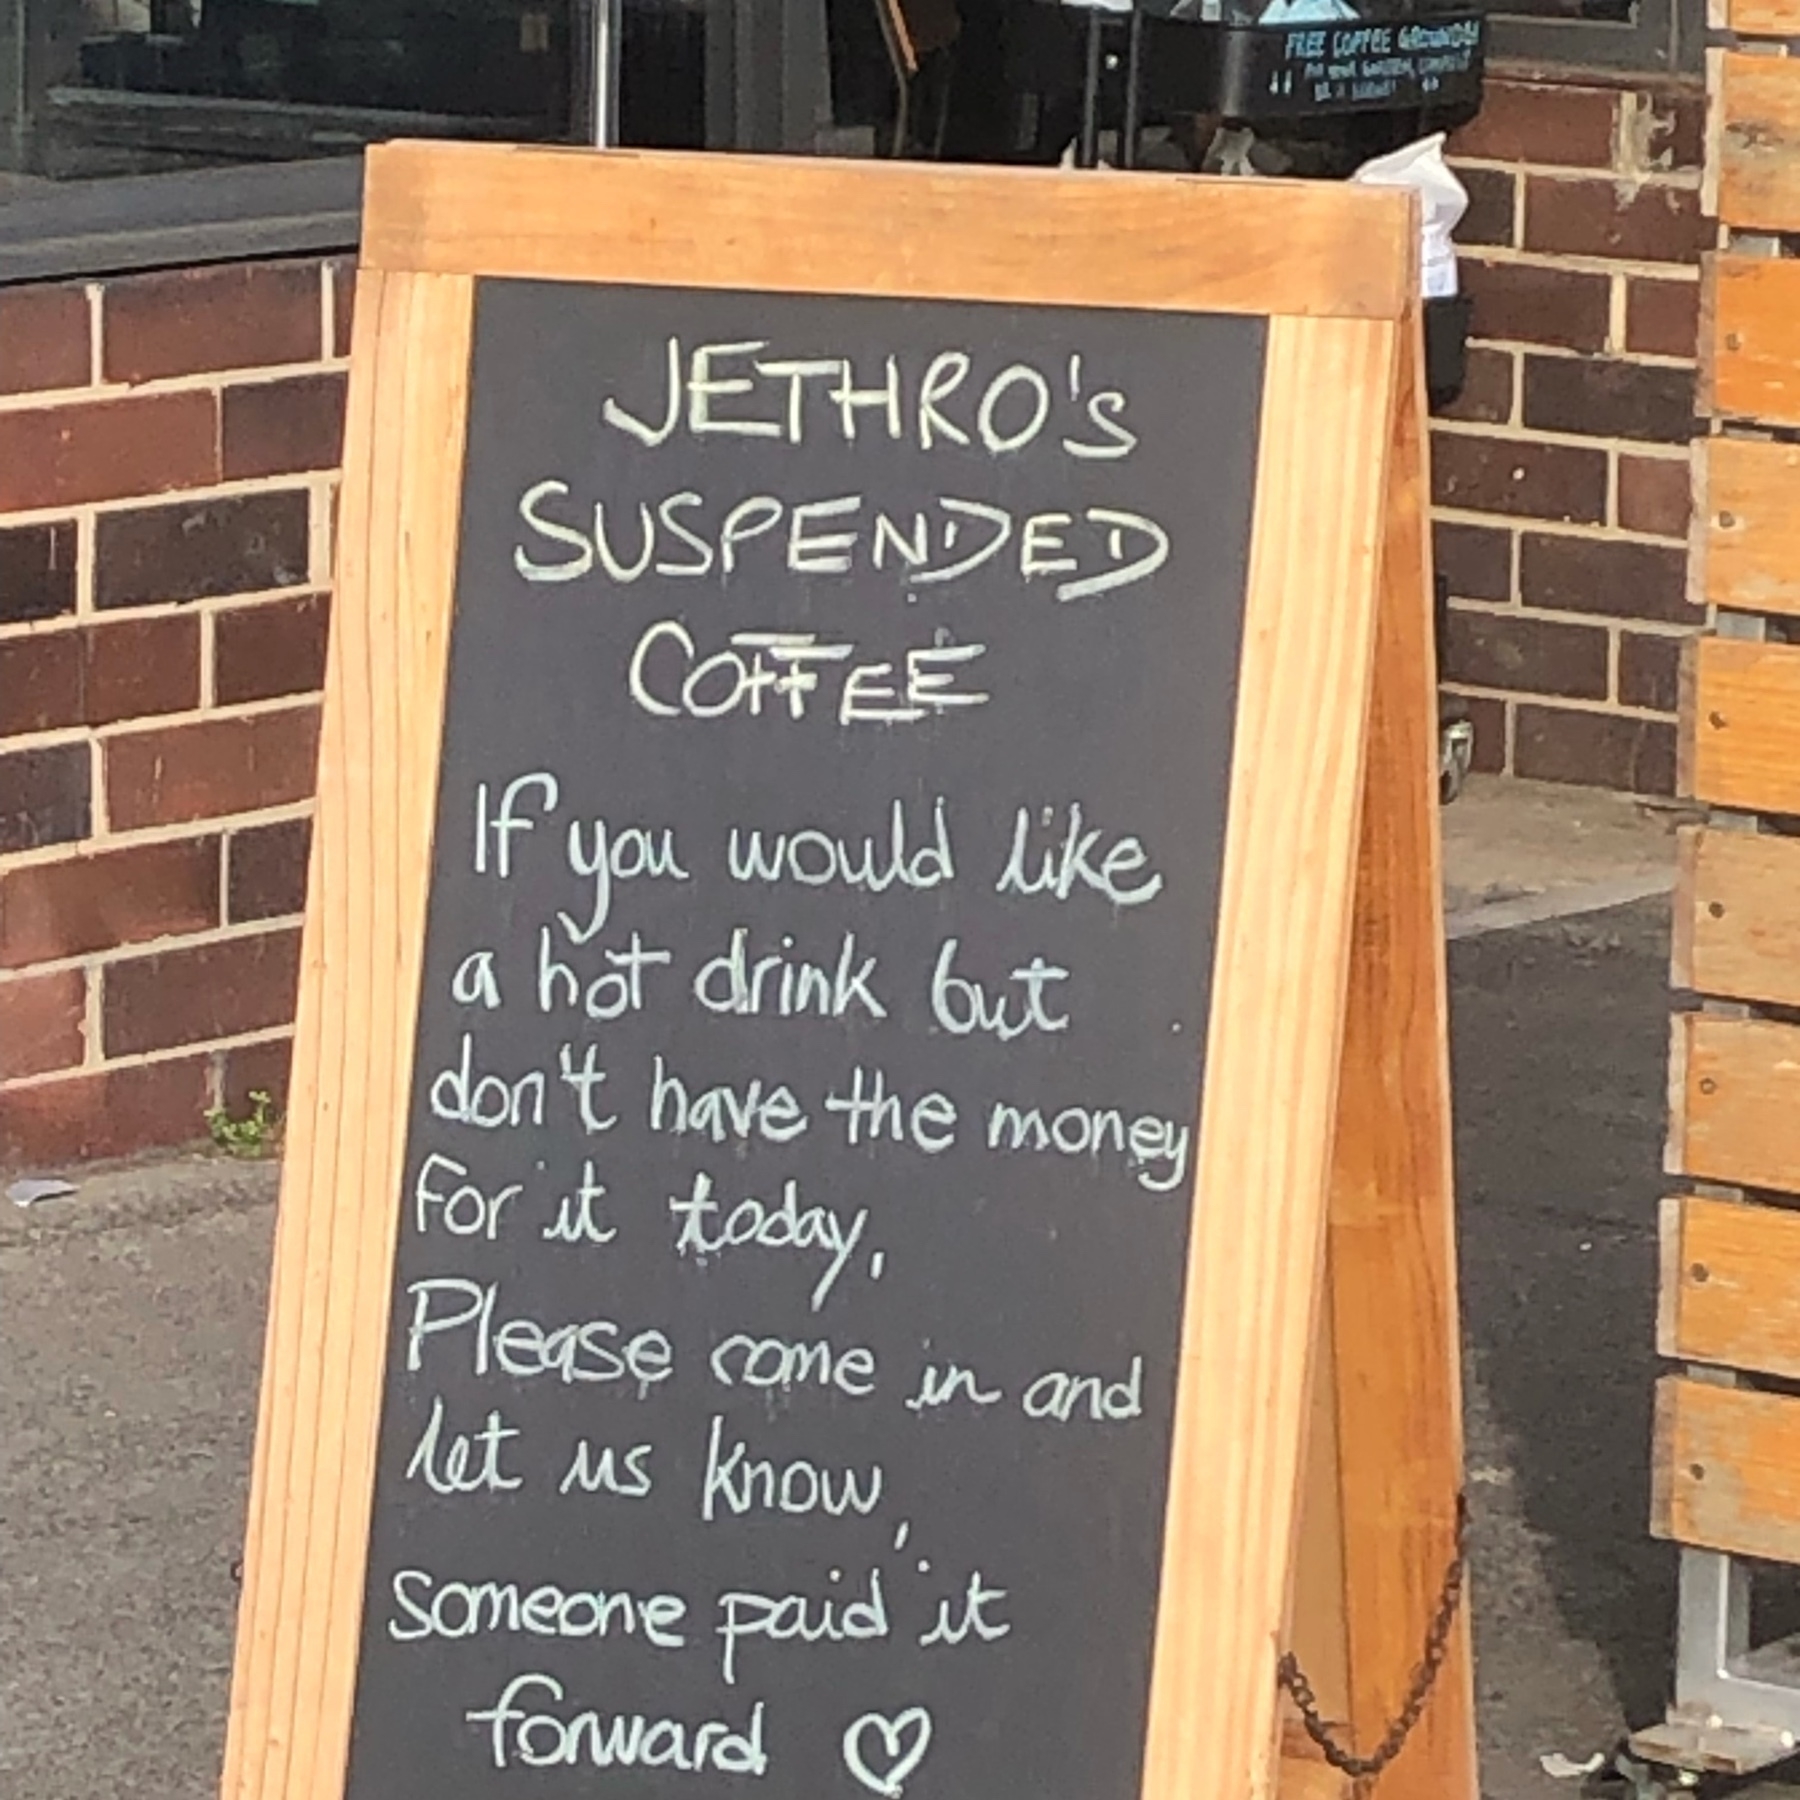 FREE COFFEE GROUNDS!
JETHRO's
SUSPENDED
COFFEE
If you would like
a hot drink but
don't have the money
For it today,
Please come in and
let us know,
someone paid it
forward ♡